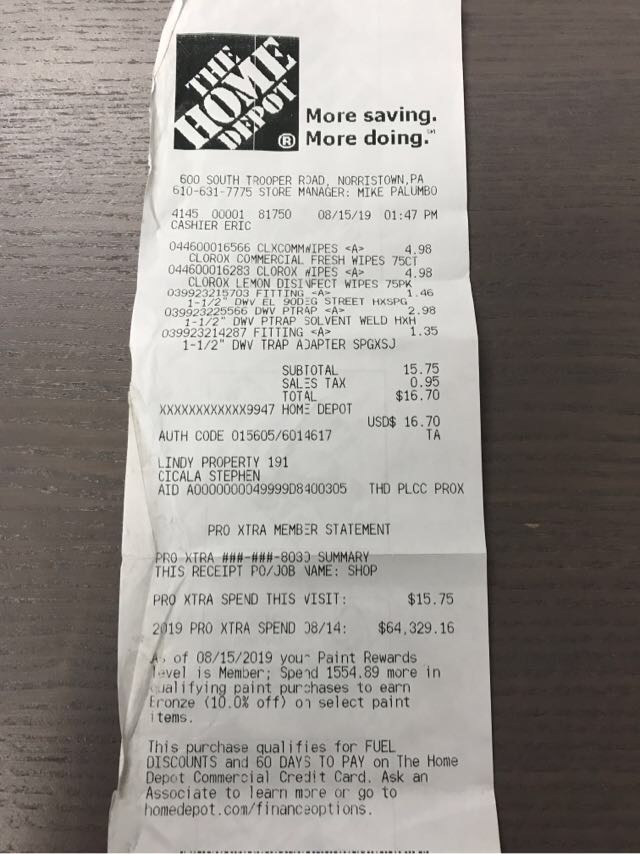 THE
HOME
DEPOT
®
More saving.
More doing.℠
600 SOUTH TROOPER ROAD, NORRISTOWN,PA
610-631-7775 STORE MANAGER: MIKE PALUMBO
4145 00001 81750 08/15/19 01:47 PM
CASHIER ERIC
044600016566 CLXCOMMWIPES <A> 4.98
CLOROX COMMERCIAL FRESH WIPES 75CT
044600016283 CLOROX WIPES <A> 4.98
CLOROX LEMON DISINFECT WIPES 75PK
039923215703 FITTING <A> 1.46
1-1/2" DWV EL 90DEG STREET HXSPG
039923225566 DWV PTRAP <A> 2.98
1-1/2" DWV PTRAP SOLVENT WELD HXH
039923214287 FITTING <A> 1.35
1-1/2" DWV TRAP ADAPTER SPGXSJ
SUBTOTAL 15.75
SALES TAX 0.95
TOTAL $16.70
XXXXXXXXXXXX9947 HOME DEPOT
USD$ 16.70
AUTH CODE 015605/6014617 TA
LINDY PROPERTY 191
CICALA STEPHEN
AID A0000000049999D8400305 THD PLCC PROX
PRO XTRA MEMBER STATEMENT
PRO XTRA ###-###-8030 SUMMARY
THIS RECEIPT PO/JOB NAME: SHOP
PRO XTRA SPEND THIS VISIT: $15.75
2019 PRO XTRA SPEND 08/14: $64,329.16
As of 08/15/2019 your Paint Rewards
level is Member; Spend 1554.89 more in
qualifying paint purchases to earn
Bronze (10.0% off) on select paint
items.
This purchase qualifies for FUEL
DISCOUNTS and 60 DAYS TO PAY on The Home
Depot Commercial Credit Card. Ask an
Associate to learn more or go to
homedepot.com/financeoptions.